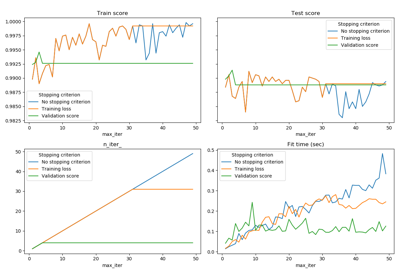 Train score
Test score
1.0000
0.9975
0.9950
0.9925
0.9900
0.9875
0.9850
0.9825
Stopping criterion
No stopping criterion
Training loss
Validation score
Stopping criterion
No stopping criterion
Training loss
Validation score
0 10 20 30 40 50
max_iter
0 10 20 30 40 50
max_iter
n_iter_
Fit time (sec)
50
40
30
20
10
0
Stopping criterion
No stopping criterion
Training loss
Validation score
0.5
0.4
0.3
0.2
0.1
0.0
Stopping criterion
No stopping criterion
Training loss
Validation score
0 10 20 30 40 50
max_iter
0 10 20 30 40 50
max_iter